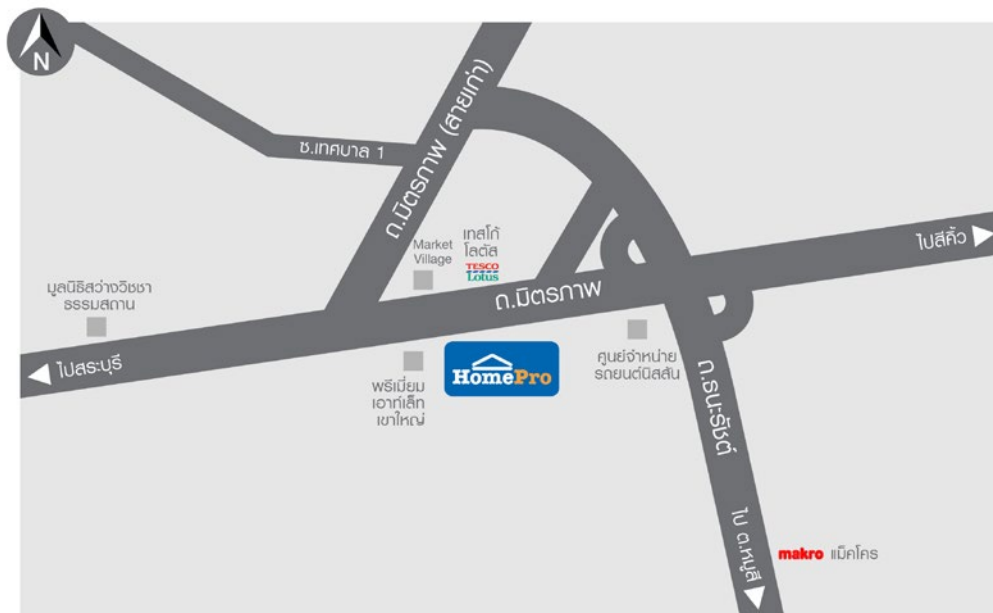 N
ซ.เทศบาล 1
ถ.มิตรภาพ (สายเก่า)
Market
Village
เทสโก้
โลตัส
TESCO
Lotus
ไปสีคิ้ว
มูลนิธิสว่างวิชชา
ธรรมสถาน
ถ.มิตรภาพ
ไปสระบุรี
พรีเมี่ยม
เอาท์เล็ท
เขาใหญ่
HomePro
ศูนย์จำหน่าย
รถยนต์นิสสัน
ถ.ธนะรัชต์
ไป ต.หมูสี
makro แม็คโคร